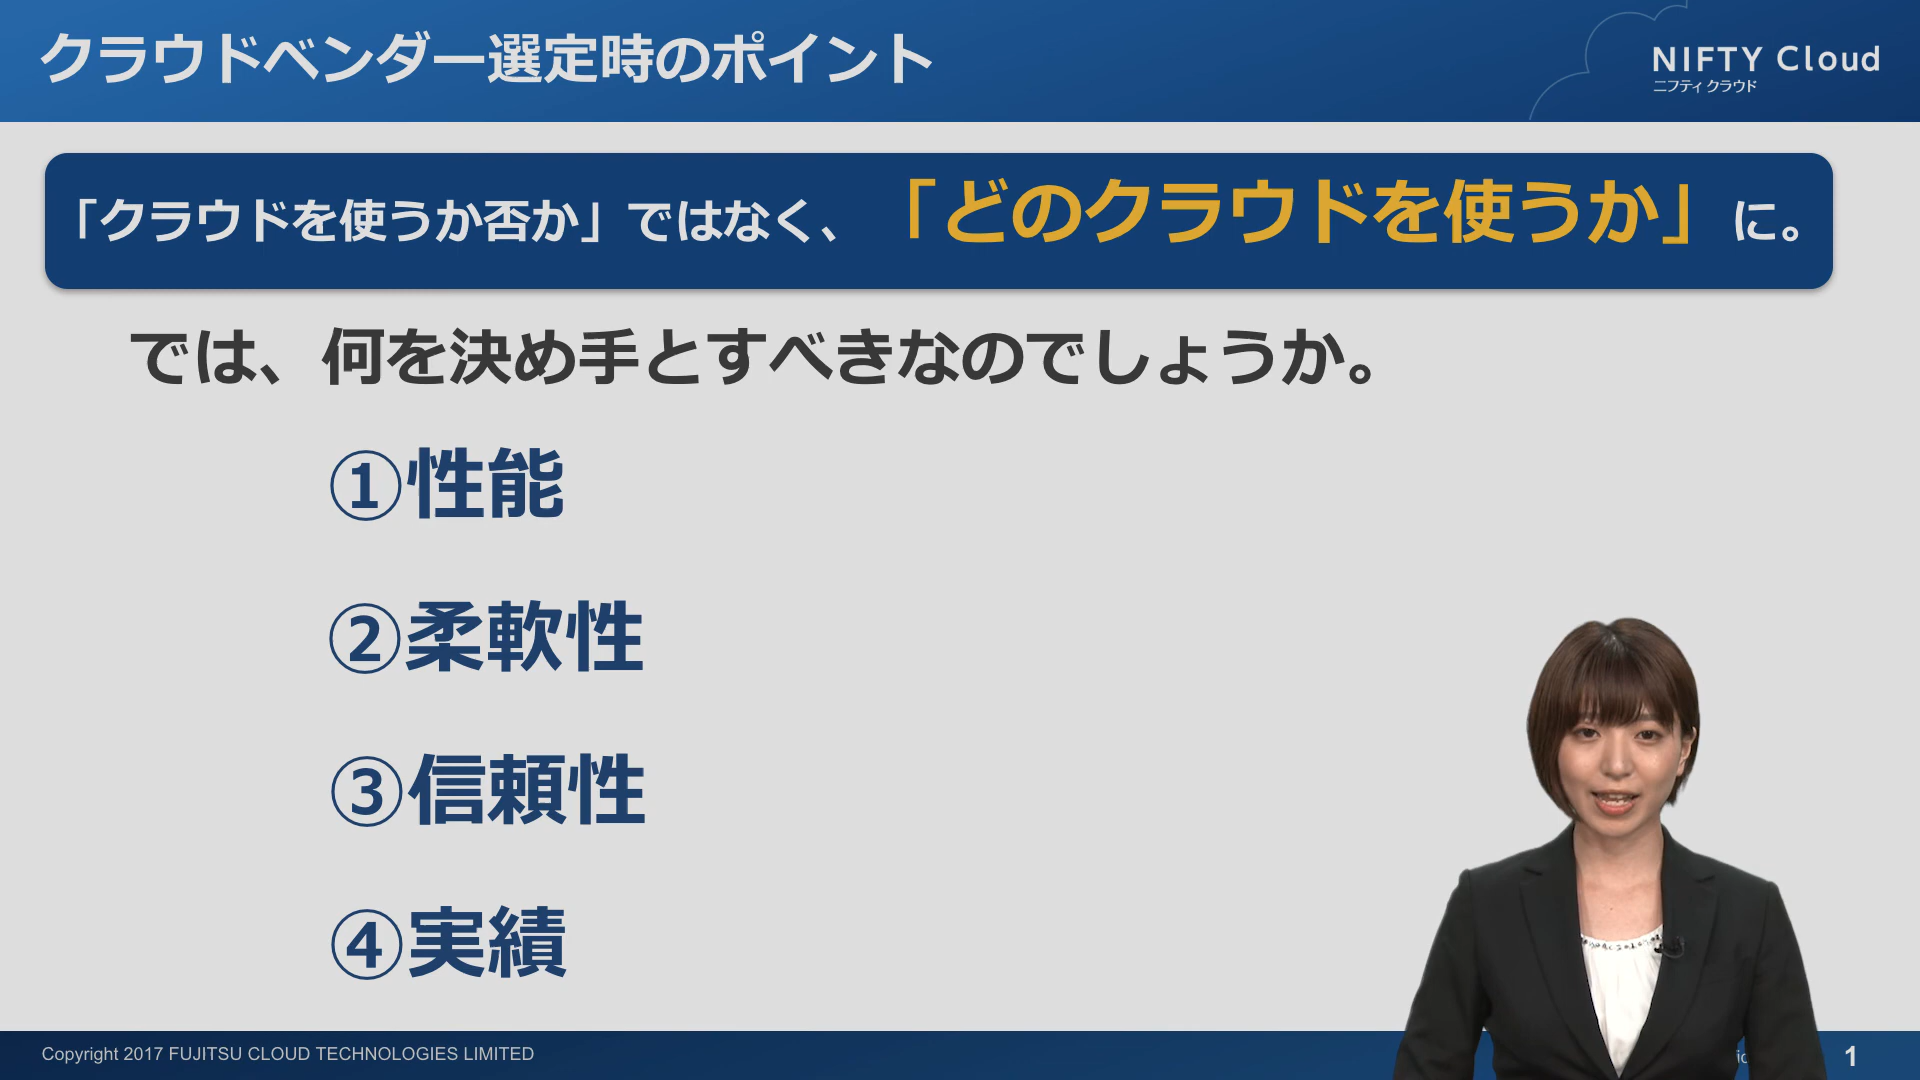 クラウドベンダー選定時のポイント
NIFTY Cloud
ニフティ クラウド
「クラウドを使うか否か」ではなく、「どのクラウドを使うか」に。
では、何を決め手とすべきなのでしょうか。
①性能
②柔軟性
③信頼性
④実績
Copyright 2017 FUJITSU CLOUD TECHNOLOGIES LIMITED
1